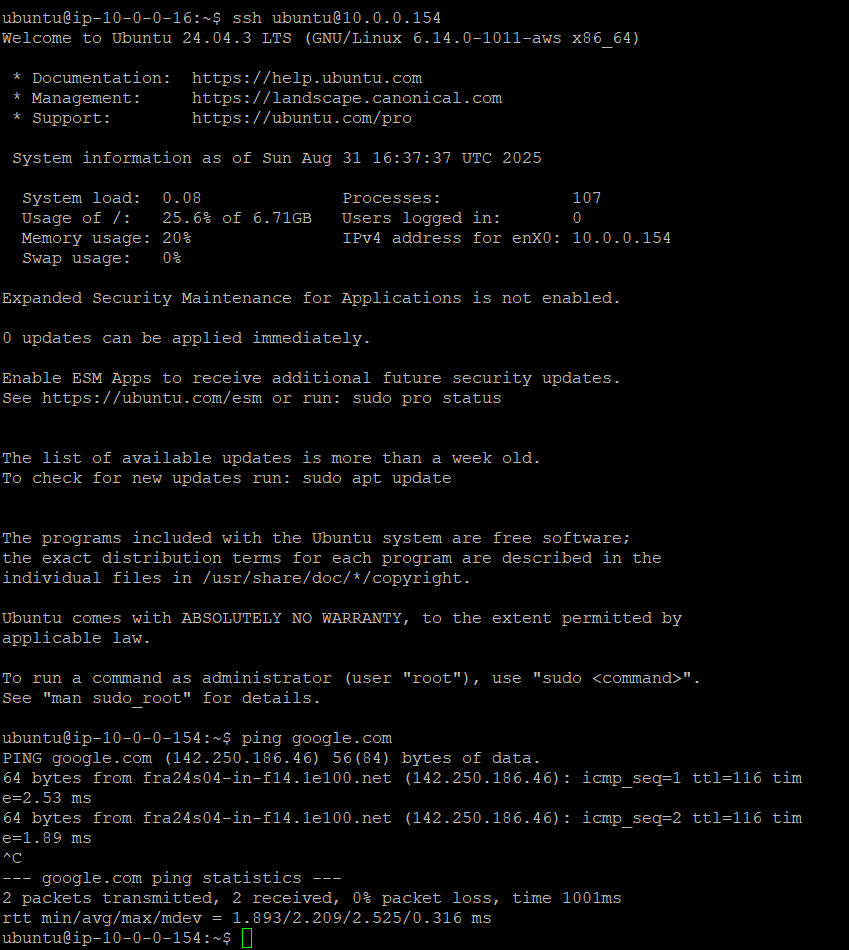 ubuntu@ip-10-0-0-16:~$ ssh ubuntu@10.0.0.154
Welcome to Ubuntu 24.04.3 LTS (GNU/Linux 6.14.0-1011-aws x86_64)

 * Documentation:  https://help.ubuntu.com
 * Management:     https://landscape.canonical.com
 * Support:        https://ubuntu.com/pro

 System information as of Sun Aug 31 16:37:37 UTC 2025

  System load:  0.08              Processes:             107
  Usage of /:   25.6% of 6.71GB   Users logged in:       0
  Memory usage: 20%               IPv4 address for enX0: 10.0.0.154
  Swap usage:   0%

Expanded Security Maintenance for Applications is not enabled.

0 updates can be applied immediately.

Enable ESM Apps to receive additional future security updates.
See https://ubuntu.com/esm or run: sudo pro status


The list of available updates is more than a week old.
To check for new updates run: sudo apt update


The programs included with the Ubuntu system are free software;
the exact distribution terms for each program are described in the
individual files in /usr/share/doc/*/copyright.

Ubuntu comes with ABSOLUTELY NO WARRANTY, to the extent permitted by
applicable law.

To run a command as administrator (user "root"), use "sudo <command>".
See "man sudo_root" for details.

ubuntu@ip-10-0-0-154:~$ ping google.com
PING google.com (142.250.186.46) 56(84) bytes of data.
64 bytes from fra24s04-in-f14.1e100.net (142.250.186.46): icmp_seq=1 ttl=116 tim
e=2.53 ms
64 bytes from fra24s04-in-f14.1e100.net (142.250.186.46): icmp_seq=2 ttl=116 tim
e=1.89 ms
^C
--- google.com ping statistics ---
2 packets transmitted, 2 received, 0% packet loss, time 1001ms
rtt min/avg/max/mdev = 1.893/2.209/2.525/0.316 ms
ubuntu@ip-10-0-0-154:~$